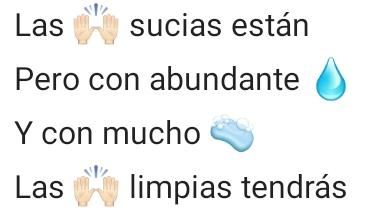 Las 🙌🏻 sucias están
Pero con abundante 💧
Y con mucho 🧼
Las 🙌🏻 limpias tendrás